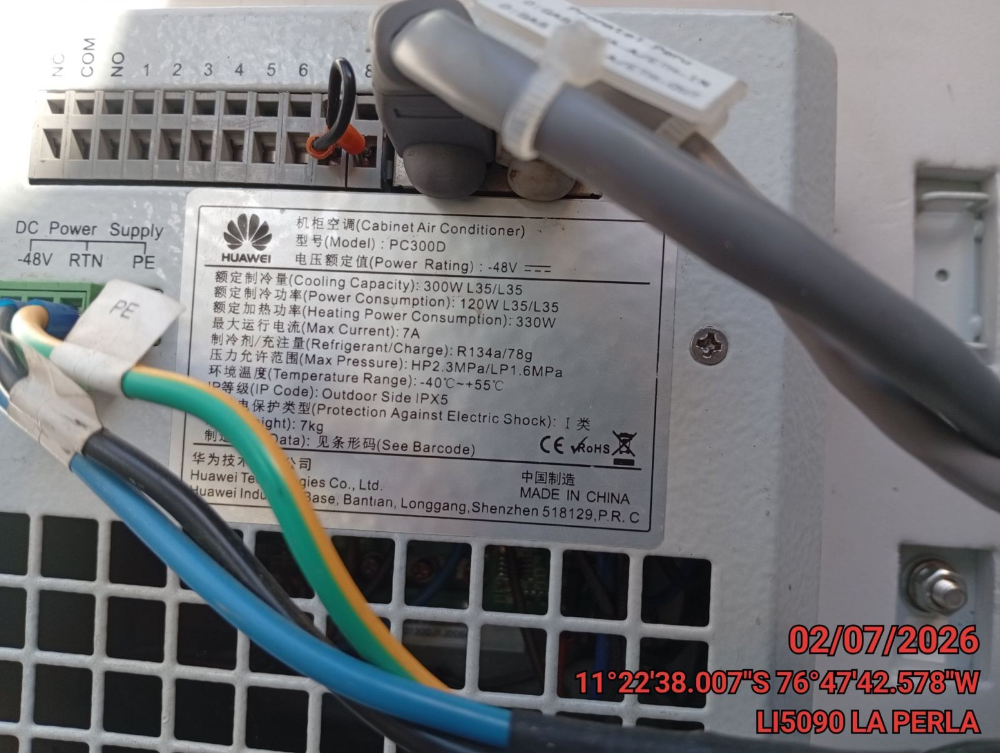 NC COM NO 1 2 3 4 5 6 8
DC Power Supply
-48V RTN PE
PE
HUAWEI
机柜空调(Cabinet Air Conditioner)
型号(Model) : PC300D
电压额定值(Power Rating) : -48V
额定制冷量(Cooling Capacity): 300W L35/L35
额定制冷功率(Power Consumption): 120W L35/L35
额定加热功率(Heating Power Consumption): 330W
最大运行电流(Max Current): 7A
制冷剂/充注量(Refrigerant/Charge): R134a/78g
压力允许范围(Max Pressure): HP2.3MPa/LP1.6MPa
环境温度(Temperature Range): -40℃~+55℃
IP等级(IP Code): Outdoor Side IPX5
电保护类型(Protection Against Electric Shock): I 类
ight): 7kg
制造 Data): 见条形码(See Barcode)
CE RoHS
华为技术 公司
Huawei Te gies Co., Ltd.
Huawei Indu Base, Bantian, Longgang,Shenzhen 518129,P.R. C
中国制造
MADE IN CHINA
02/07/2026
11°22'38.007"S 76°47'42.578"W
LI5090 LA PERLA